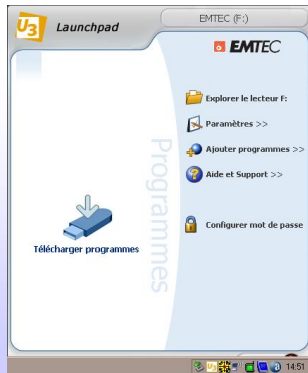 U3 Launchpad
EMTEC (F:)
EMTEC
Explorer le lecteur F:
Paramètres >>
Ajouter programmes >>
Aide et Support >>
Configurer mot de passe
Programmes
Télécharger programmes
14:51